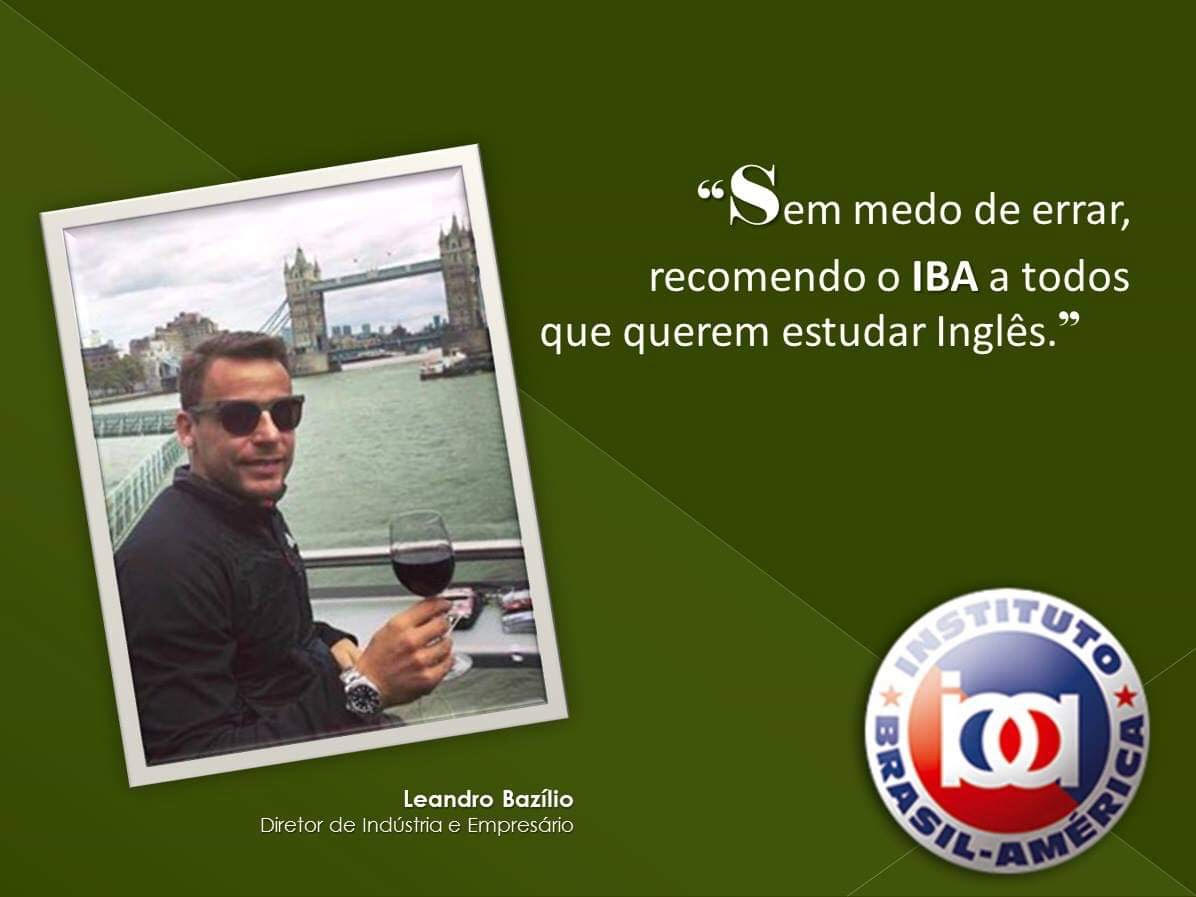 “Sem medo de errar,
recomendo o IBA a todos
que querem estudar Inglês.”
Leandro Bazílio
Diretor de Indústria e Empresário
INSTITUTO
iba
BRASIL-AMÉRICA